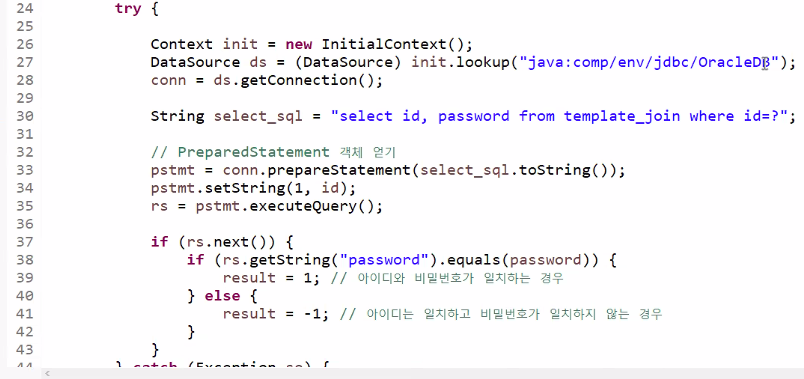 24 try {
25
26 Context init = new InitialContext();
27 DataSource ds = (DataSource) init.lookup("java:comp/env/jdbc/OracleDB");
28 conn = ds.getConnection();
29
30 String select_sql = "select id, password from template_join where id=?";
31
32 // PreparedStatement 객체 얻기
33 pstmt = conn.prepareStatement(select_sql.toString());
34 pstmt.setString(1, id);
35 rs = pstmt.executeQuery();
36
37 if (rs.next()) {
38 if (rs.getString("password").equals(password)) {
39 result = 1; // 아이디와 비밀번호가 일치하는 경우
40 } else {
41 result = -1; // 아이디는 일치하고 비밀번호가 일치하지 않는 경우
42 }
43 }
44 } catch (Exception se) {